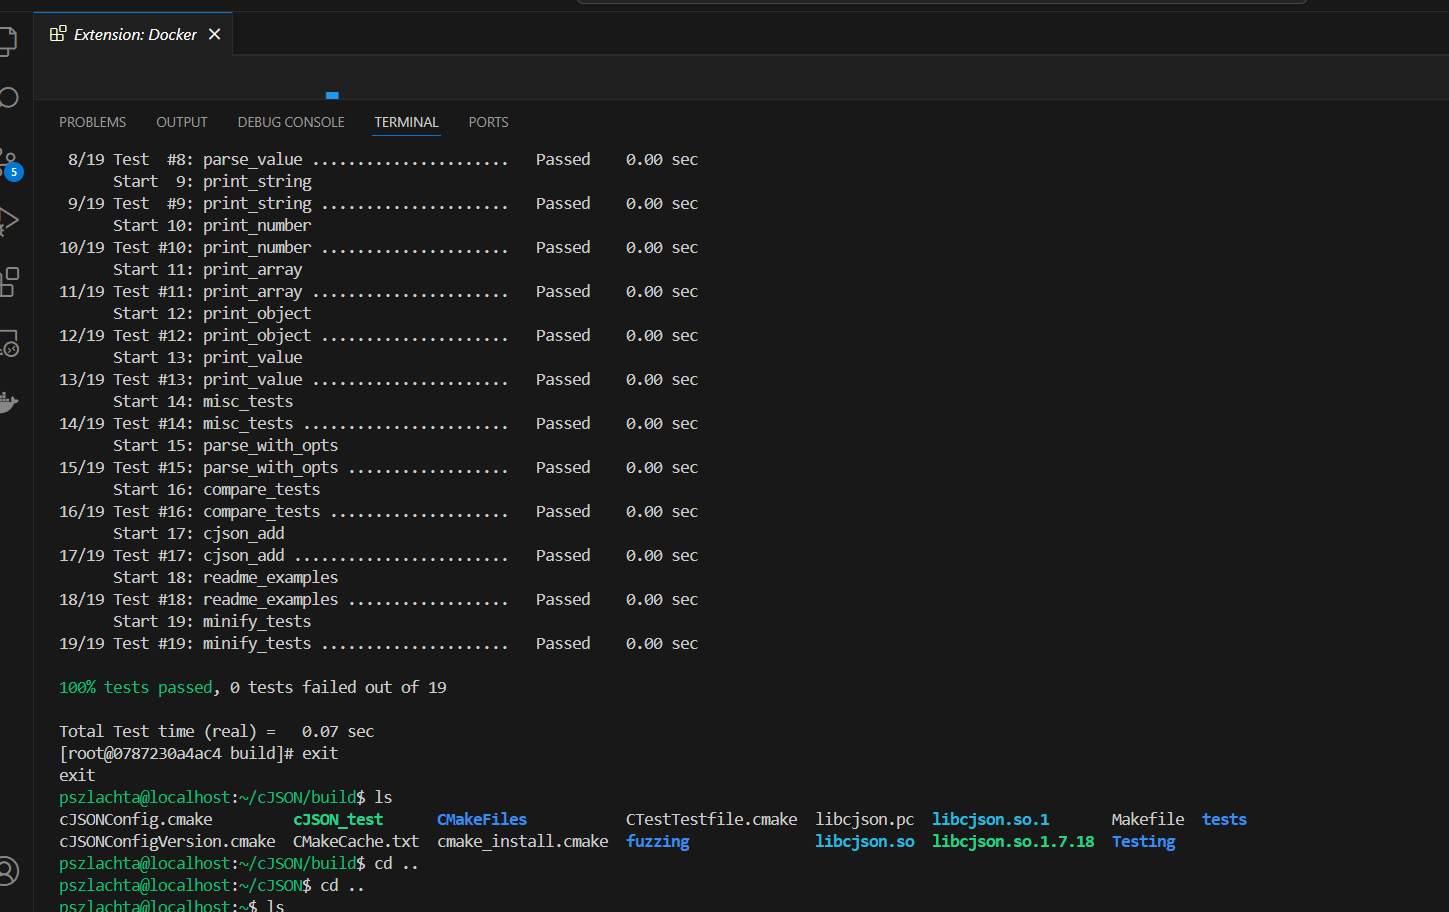 Extension: Docker
PROBLEMS OUTPUT DEBUG CONSOLE TERMINAL PORTS
5
8/19 Test  #8: parse_value ......................   Passed    0.00 sec
Start  9: print_string
9/19 Test  #9: print_string .....................   Passed    0.00 sec
Start 10: print_number
10/19 Test #10: print_number .....................   Passed    0.00 sec
Start 11: print_array
11/19 Test #11: print_array ......................   Passed    0.00 sec
Start 12: print_object
12/19 Test #12: print_object .....................   Passed    0.00 sec
Start 13: print_value
13/19 Test #13: print_value ......................   Passed    0.00 sec
Start 14: misc_tests
14/19 Test #14: misc_tests .......................   Passed    0.00 sec
Start 15: parse_with_opts
15/19 Test #15: parse_with_opts ..................   Passed    0.00 sec
Start 16: compare_tests
16/19 Test #16: compare_tests ....................   Passed    0.00 sec
Start 17: cjson_add
17/19 Test #17: cjson_add ........................   Passed    0.00 sec
Start 18: readme_examples
18/19 Test #18: readme_examples ..................   Passed    0.00 sec
Start 19: minify_tests
19/19 Test #19: minify_tests .....................   Passed    0.00 sec
100% tests passed, 0 tests failed out of 19
Total Test time (real) =   0.07 sec
[root@0787230a4ac4 build]# exit
exit
pszlachta@localhost:~/cJSON/build$ ls
cJSONConfig.cmake cJSON_test CMakeFiles CTestTestfile.cmake libcjson.pc libcjson.so.1 Makefile tests
cJSONConfigVersion.cmake CMakeCache.txt cmake_install.cmake fuzzing libcjson.so libcjson.so.1.7.18 Testing
pszlachta@localhost:~/cJSON/build$ cd ..
pszlachta@localhost:~/cJSON$ cd ..
pszlachta@localhost:~$ ls